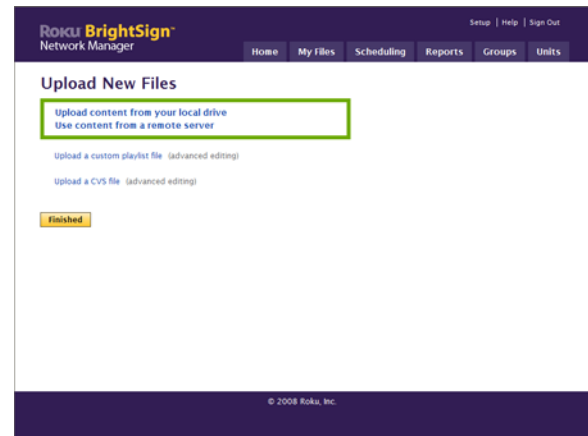 ROKU BrightSign™
Network Manager
Setup | Help | Sign Out
Home My Files Scheduling Reports Groups Units
Upload New Files
Upload content from your local drive
Use content from a remote server
Upload a custom playlist file (advanced editing)
Upload a CVS file (advanced editing)
Finished
© 2008 Roku, Inc.